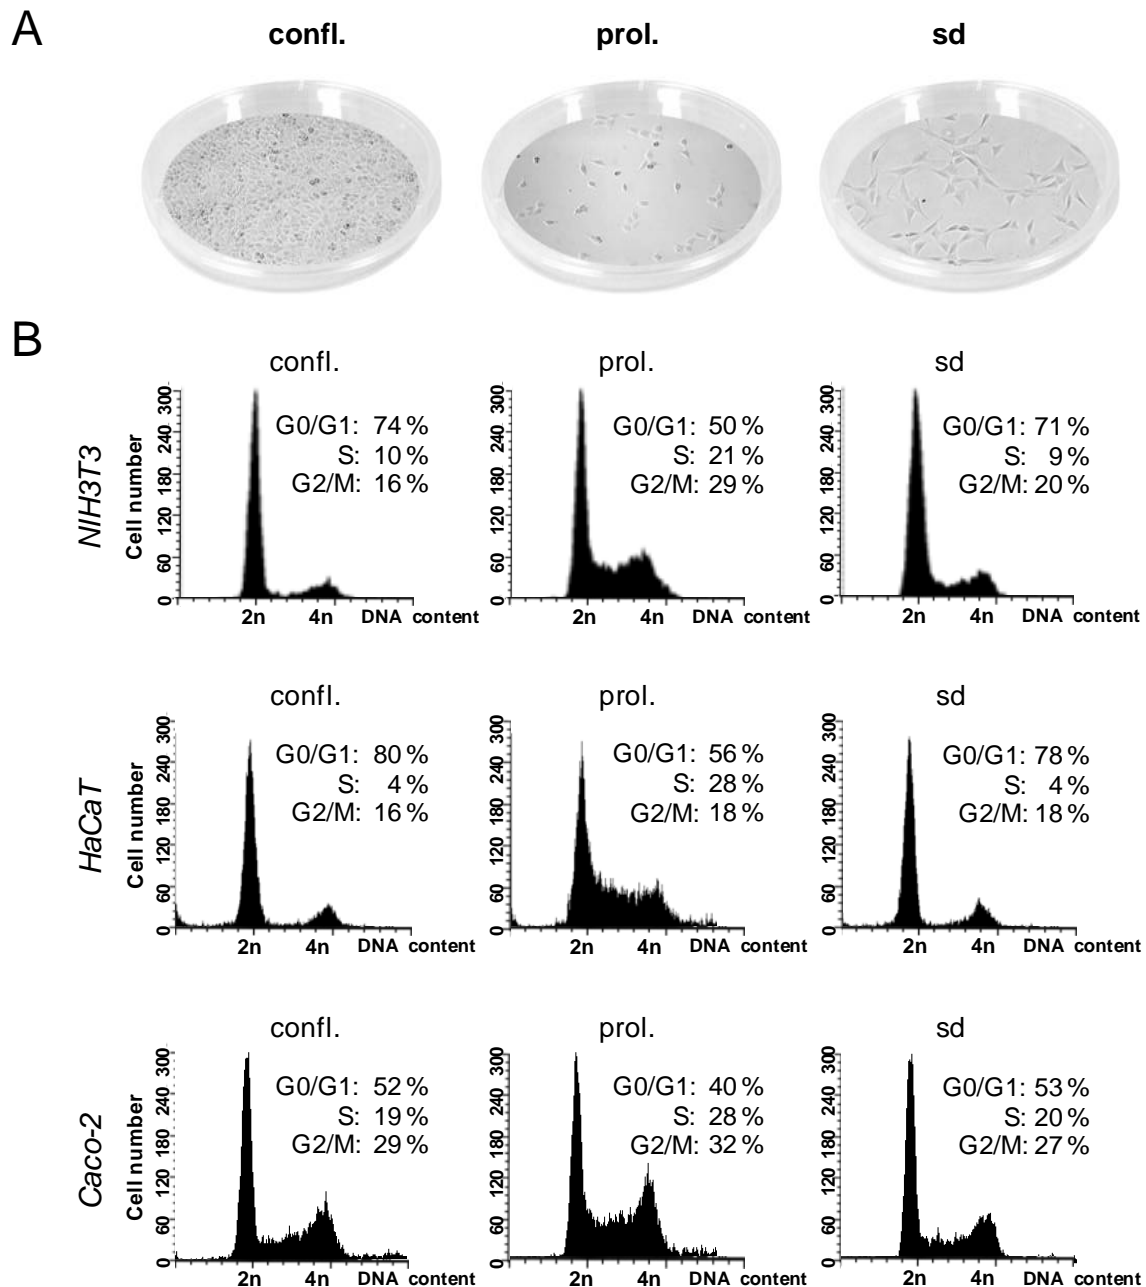 A
confl. prol. sd
B
confl. prol. sd
NIH3T3
Cell number
300
240
180
120
60
0
G0/G1: 74 %
S: 10 %
G2/M: 16 %
2n 4n DNA content
300
240
180
120
60
0
G0/G1: 50 %
S: 21 %
G2/M: 29 %
2n 4n DNA content
300
240
180
120
60
0
G0/G1: 71 %
S: 9 %
G2/M: 20 %
2n 4n DNA content
confl. prol. sd
HaCaT
Cell number
300
240
180
120
60
0
G0/G1: 80 %
S: 4 %
G2/M: 16 %
2n 4n DNA content
300
240
180
120
60
0
G0/G1: 56 %
S: 28 %
G2/M: 18 %
2n 4n DNA content
300
240
180
120
60
0
G0/G1: 78 %
S: 4 %
G2/M: 18 %
2n 4n DNA content
confl. prol. sd
Caco-2
Cell number
300
240
180
120
60
0
G0/G1: 52 %
S: 19 %
G2/M: 29 %
2n 4n DNA content
300
240
180
120
60
0
G0/G1: 40 %
S: 28 %
G2/M: 32 %
2n 4n DNA content
300
240
180
120
60
0
G0/G1: 53 %
S: 20 %
G2/M: 27 %
2n 4n DNA content